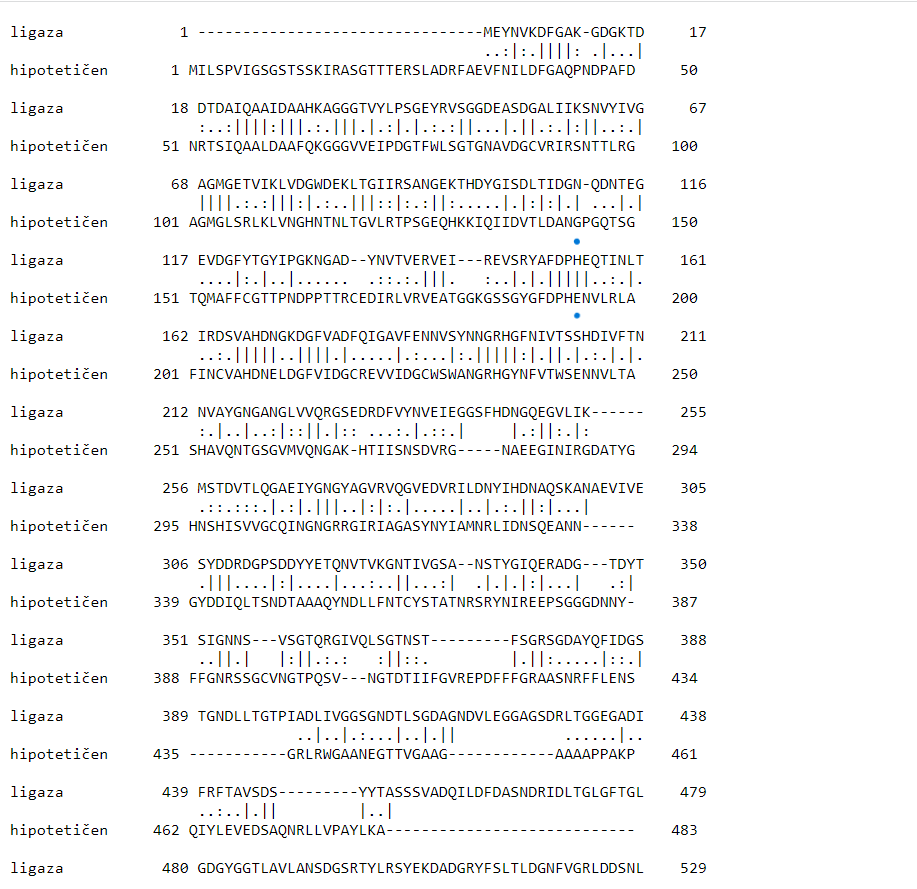 ligaza 1 --------------------------------MEYNVKDFGAK-GDGKTD 17
..:|:.||||: .|...|
hipotetičen 1 MILSPVIGSGSTSSKIRASGTTTERSLADRFAEVFNILDFGAQPNDPAFD 50
ligaza 18 DTDAIQAAIDAAHKAGGGTVYLPSGEYRVSGGDEASDGALIIKSNVYIVG 67
:..:||||:|||.:.|||.|.:|.|.:.:||...|.||.:.|:||..:.|
hipotetičen 51 NRTSIQAALDAAFQKGGGVVEIPDGTFWLSGTGNAVDGCVRIRSNTTLRG 100
ligaza 68 AGMGETVIKLVDGWDEKLTGIIRSANGEKTHDYGISDLTIDGN-QDNTEG 116
||||.:.:|||:|.:..|||::|:.:||.....|.|:|:|.| ...|.|
hipotetičen 101 AGMGLSRLKLVNGHNTNLTGVLRTPSGEQHKKIQIIDVTLDANGPGQTSG 150
ligaza 117 EVDGFYTGYIPGKNGAD--YNVTVERVEI---REVSRYAFDPHEQTINLT 161
....|:.|..|...... .::.:.|||. :..|.|.|||||..:.|.
hipotetičen 151 TQMAFFCGTTPNDPPTTRCEDIRLVRVEATGGKGSSGYGFDPHENVLRLA 200
ligaza 162 IRDSVAHDNGKDGFVADFQIGAVFENNVSYNNGRHGFNIVTSSHDIVFTN 211
..:.|||||..||||.|.....|.:...|:.|||||:|.||.|.:.:|.
hipotetičen 201 FINCVAHDNELDGFVIDGCREVVIDGCWSWANGRHGYNFVTWSENNVLTA 250
ligaza 212 NVAYGNGANGLVVQRGSEDRDFVYNVEIEGGSFHDNGQEGVLIK------ 255
:.|..|..:|::||.|:: ...:.|.::.| |.:||:.|:
hipotetičen 251 SHAVQNTGSGVMVQNGAK-HTIISNSDVRG-----NAEEGINIRGDATYG 294
ligaza 256 MSTDVTLQGAEIYGNGYAGVRVQGVEDVRILDNYIHDNAQSKANAEVIVE 305
.::.:::.|.:|.|||..|:|:.|.....|..|.:.||:|...|
hipotetičen 295 HNSHISVVGCQINGNGRRGIRIAGASYNYIAMNRLIDNSQEANN------ 338
ligaza 306 SYDDRDGPSDDYYETQNVTVKGNTIVGSA--NSTYGIQERADG---TDYT 350
.|||....|:|....|...:..||...:| .|.|.|:|...| .:|
hipotetičen 339 GYDDIQLTSNDTAAAQYNDLLFNTCYSTATNRSRYNIREEPSGGGDNNY- 387
ligaza 351 SIGNNS---VSGTQRGIVQLSGTNST---------FSGRSGDAYQFIDGS 388
..||.| |:||.:.: :||::. |.||:.....|::.|
hipotetičen 388 FFGNRSSGCVNGTPQSV---NGTDTIIFGVREPDFFFGRAASNRFFLENS 434
ligaza 389 TGNDLLTGTPIADLIVGGSGNDTLSGDAGNDVLEGGAGSDRLTGGEGADI 438
..|..|.:...|..|.|| ......|..
hipotetičen 435 -----------GRLRWGAANEGTTVGAAG------------AAAAPPAKP 461
ligaza 439 FRFTAVSDS---------YYTASSSVADQILDFDASNDRIDLTGLGFTGL 479
..:..|.|| |..|
hipotetičen 462 QIYLEVEDSAQNRLLVPAYLKA---------------------------- 483
ligaza 480 GDGYGGTLAVLANSDGSRTYLRSYEKDADGRYFSLTLDGNFVGRLDDSNL 529